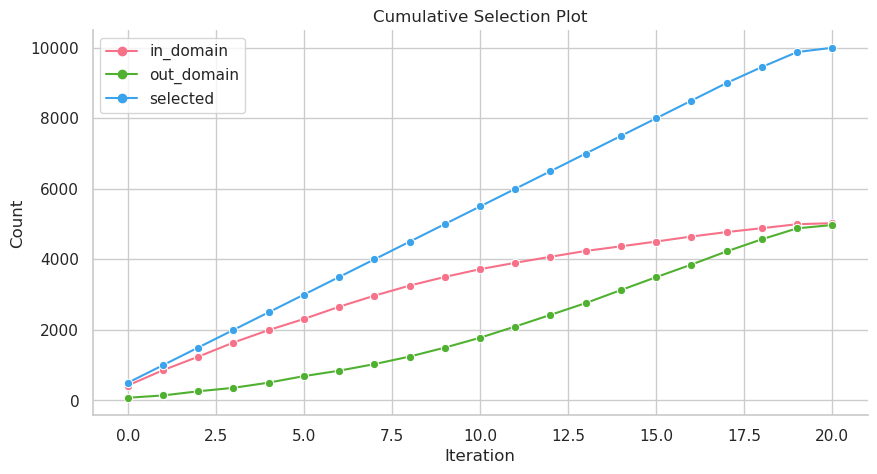 Cumulative Selection Plot
in_domain
out_domain
selected
10000
8000
6000
4000
2000
0
Count
0.0 2.5 5.0 7.5 10.0 12.5 15.0 17.5 20.0
Iteration